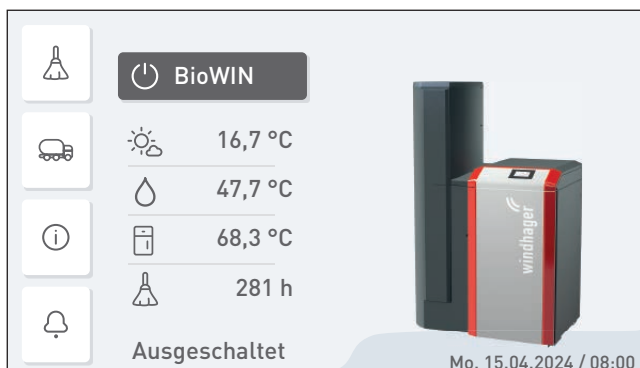 BioWIN
16,7 °C
47,7 °C
68,3 °C
281 h
Ausgeschaltet
windhager
Mo. 15.04.2024 / 08:00